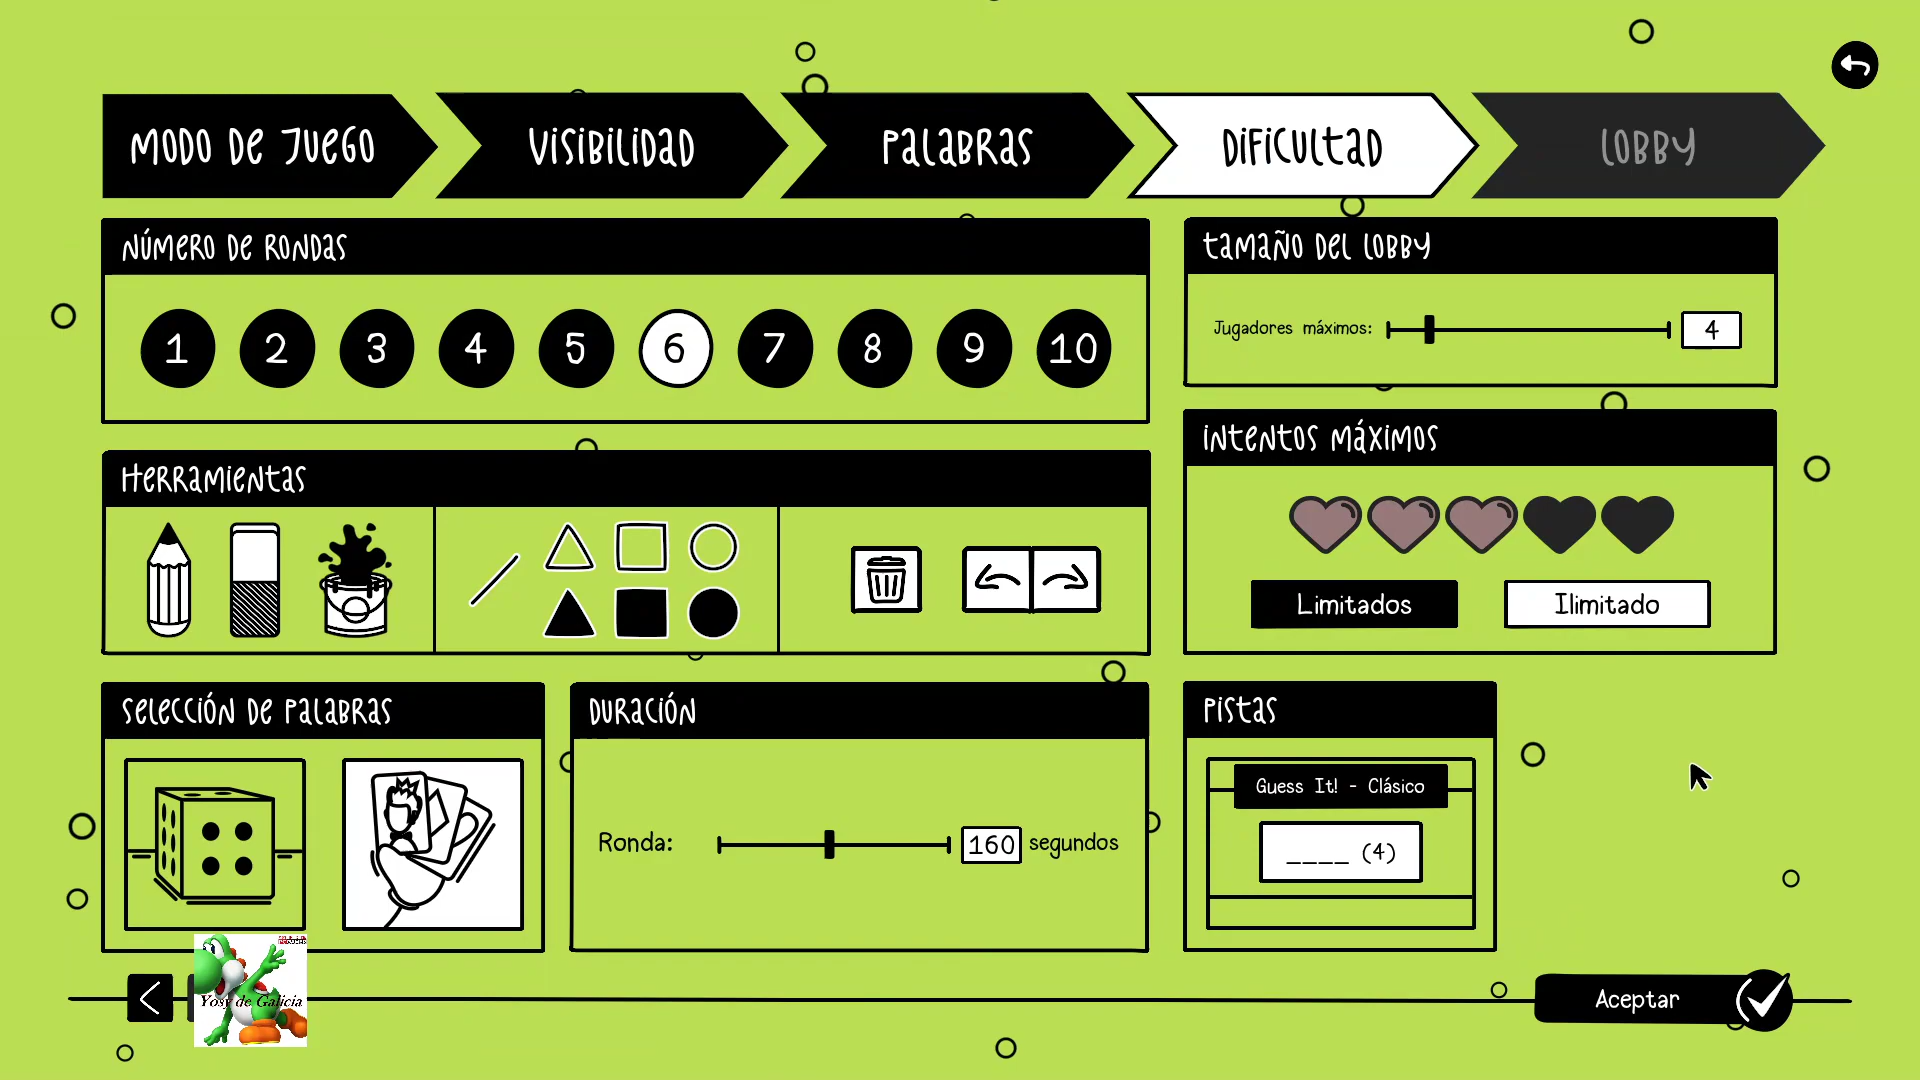 Modo de juego
Visibilidad
Palabras
Dificultad
Lobby
Número de rondas
1 2 3 4 5 6 7 8 9 10
Tamaño del lobby
Jugadores máximos: 4
Intentos máximos
Limitados
Ilimitado
Herramientas
Selección de palabras
Duración
Ronda: 160 segundos
Pistas
Guess It! - Clásico
____ (4)
Yosy de Galicia
Aceptar